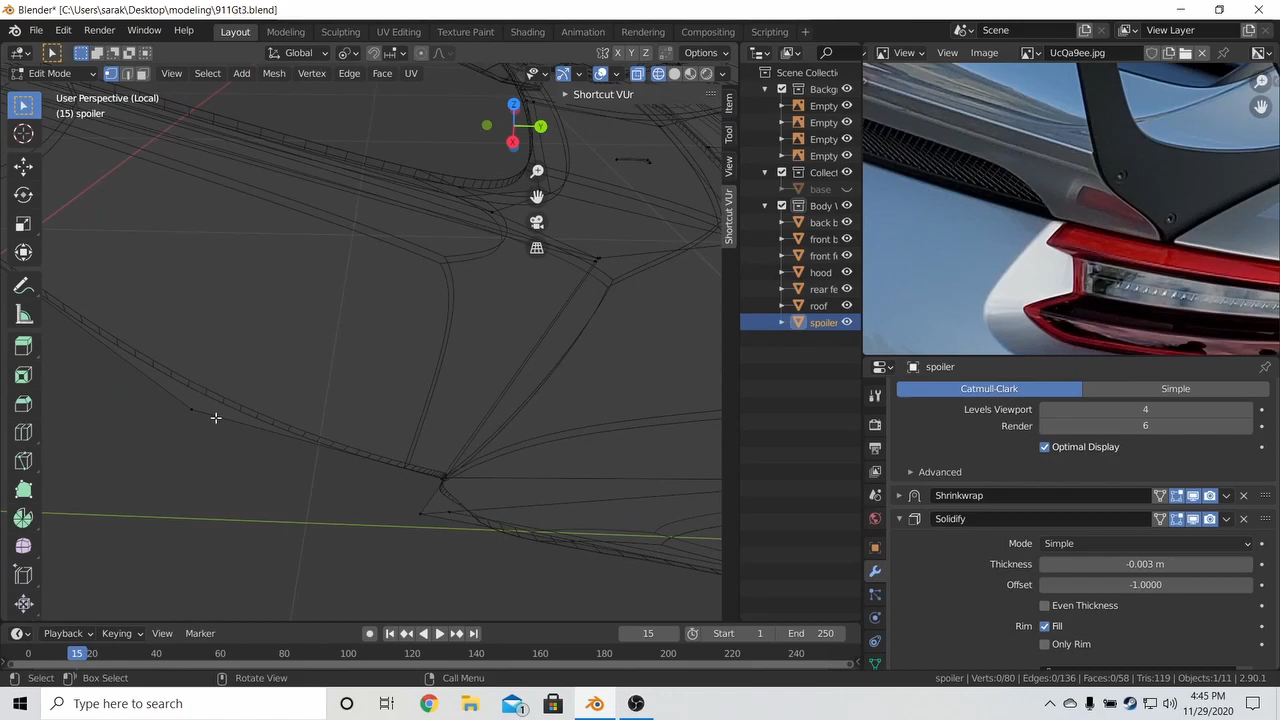 Blender* [C:\Users\sarak\Desktop\modeling\911Gt3.blend]
File Edit Render Window Help Layout Modeling Sculpting UV Editing Texture Paint Shading Animation Rendering Compositing Scripting Scene View Layer
Global X Y Z Options View View Image UcQa9ee.jpg
Edit Mode View Select Add Mesh Vertex Edge Face UV
Scene Collecti
User Perspective (Local)
(15) spoiler
Shortcut VUr
Z
Y
X
Item
Tool
View
Shortcut VUr
Backg
Empty
Empty
Empty
Empty
Collect
base
Body
back b
front b
front fe
hood
rear fe
roof
spoiler
spoiler
Catmull-Clark Simple
Levels Viewport 4
Render 6
Optimal Display
Advanced
Shrinkwrap
Solidify
Mode Simple
Thickness -0.003 m
Offset -1.0000
Even Thickness
Rim Fill
Only Rim
Playback Keying View Marker 15 Start 1 End 250
0 15 20 40 60 80 100 120 140 160 180 200 220 240
Select Box Select Rotate View Call Menu spoiler | Verts:0/80 | Edges:0/136 | Faces:0/58 | Tris:119 | Objects:1/11 | 2.90.1
Type here to search
1
4:45 PM
11/29/2020